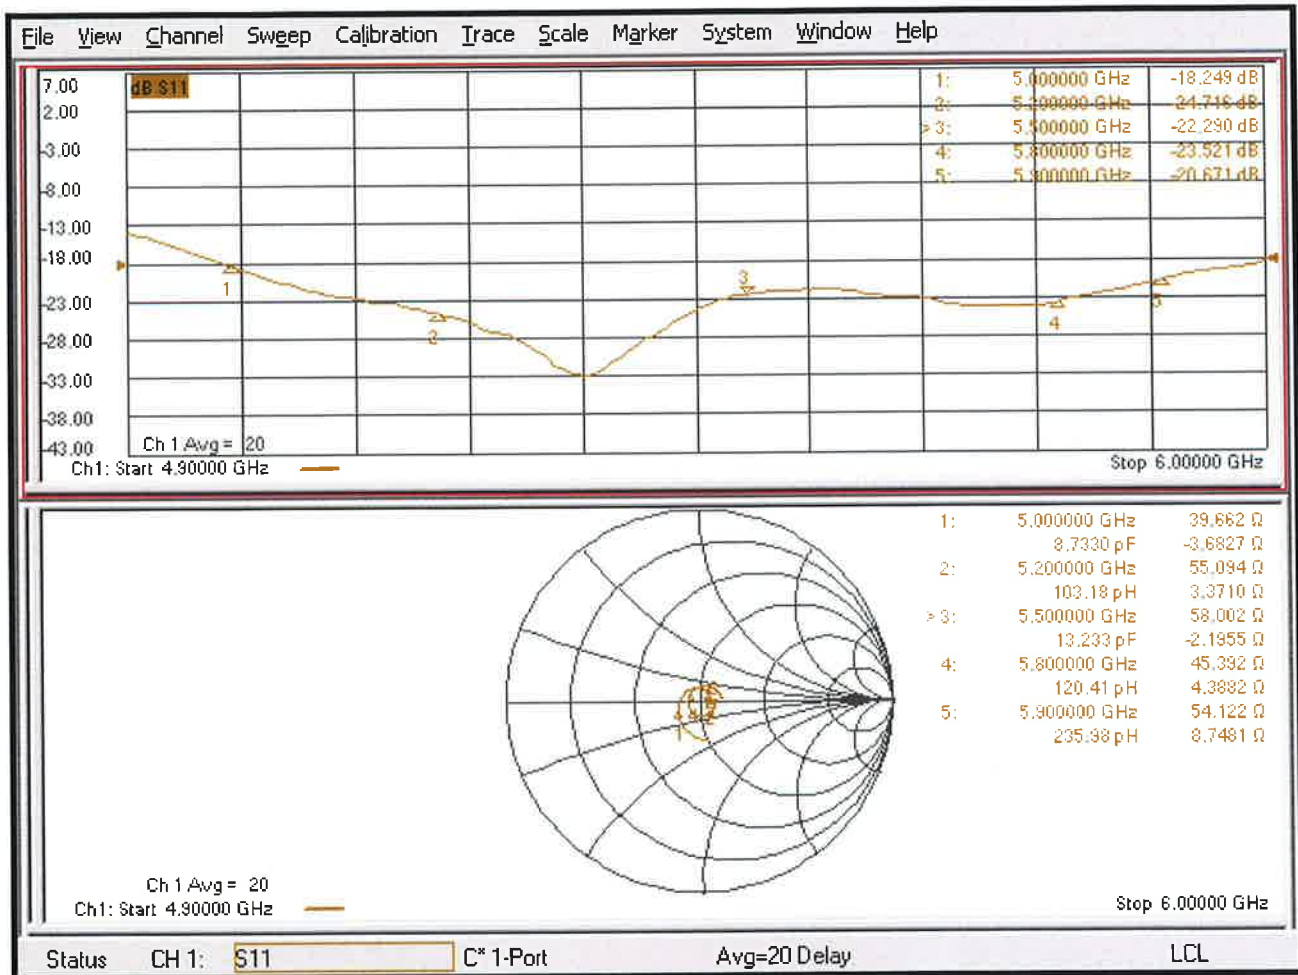 File View Channel Sweep Calibration Trace Scale Marker System Window Help
7.00
2.00
-3.00
-8.00
-13.00
-18.00
-23.00
-28.00
-33.00
-38.00
-43.00
dB S11
1: 5.000000 GHz -18.249 dB
2: 5.200000 GHz -24.716 dB
> 3: 5.500000 GHz -22.290 dB
4: 5.800000 GHz -23.521 dB
5: 5.900000 GHz -20.671 dB
1
2
3
4
5
Ch 1 Avg = 20
Ch1: Start 4.90000 GHz
Stop 6.00000 GHz
1: 5.000000 GHz 39.662 Ω
8.7330 pF -3.6827 Ω
2: 5.200000 GHz 55.094 Ω
103.18 pH 3.3710 Ω
> 3: 5.500000 GHz 58.002 Ω
13.233 pF -2.1955 Ω
4: 5.800000 GHz 45.392 Ω
120.41 pH 4.3882 Ω
5: 5.900000 GHz 54.122 Ω
235.98 pH 8.7481 Ω
Ch 1 Avg = 20
Ch1: Start 4.90000 GHz
Stop 6.00000 GHz
Status CH 1: S11 C* 1-Port Avg=20 Delay LCL